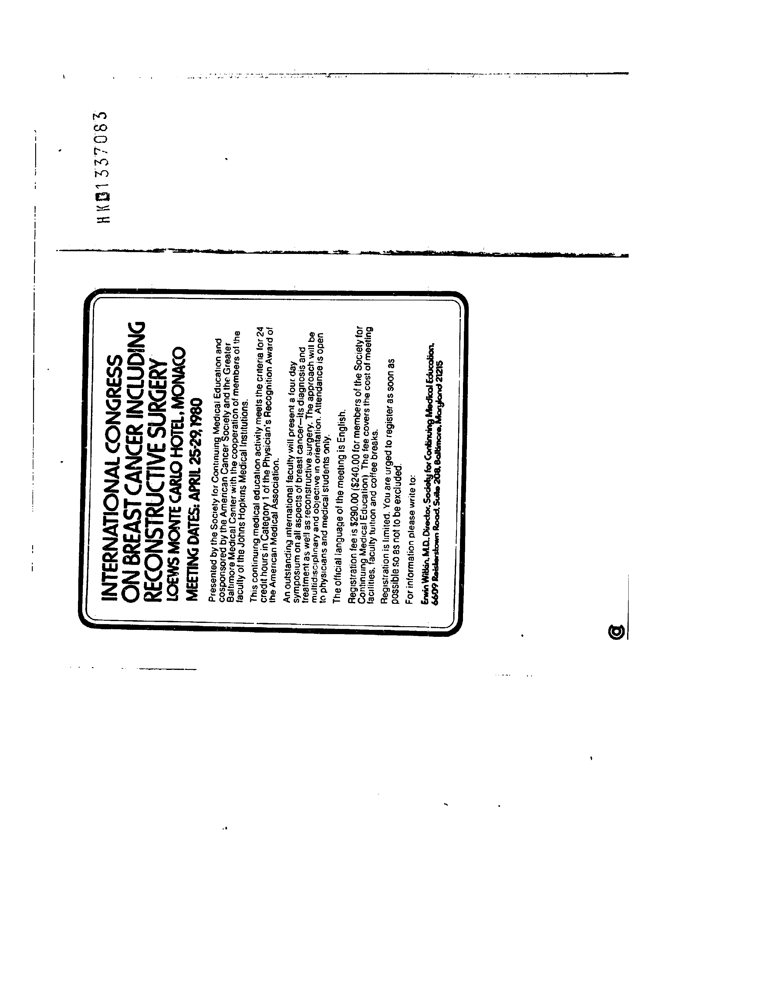 HK01337083
INTERNATIONAL CONGRESS
ON BREAST CANCER INCLUDING
RECONSTRUCTIVE SURGERY
LOEWS MONTE CARLO HOTEL, MONACO
MEETING DATES: APRIL 25-29, 1980
Presented by the Society for Continuing Medical Education and
cosponsored by the American Cancer Society and the Greater
Baltimore Medical Center with the cooperation of members of the
faculty of the Johns Hopkins Medical Institutions.
This continuing medical education activity meets the criteria for 24
credit hours in Category 1 of the Physician's Recognition Award of
the American Medical Association.
An outstanding international faculty will present a four day
symposium on all aspects of breast cancer—its diagnosis and
treatment as well as reconstructive surgery. The approach will be
multidisciplinary and objective in orientation. Attendance is open
to physicians and medical students only.
The official language of the meeting is English.
Registration fee is $290.00 ($240.00 for members of the Society for
Continuing Medical Education) The fee covers the cost of meeting
facilities, faculty tuition and coffee breaks.
Registration is limited. You are urged to register as soon as
possible so as not to be excluded.
For information please write to:
M.D., Director, Society for Continuing Medical Education,
6609 Reisterstown Road, Suite 208, Baltimore, Maryland 21215